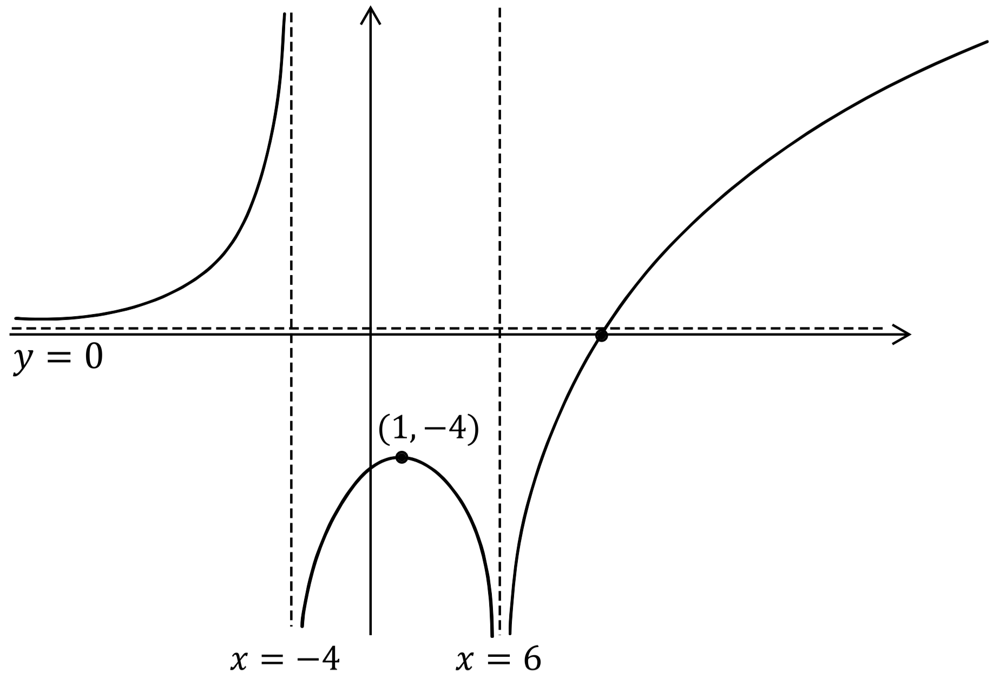 y = 0
(1, −4)
x = −4
x = 6